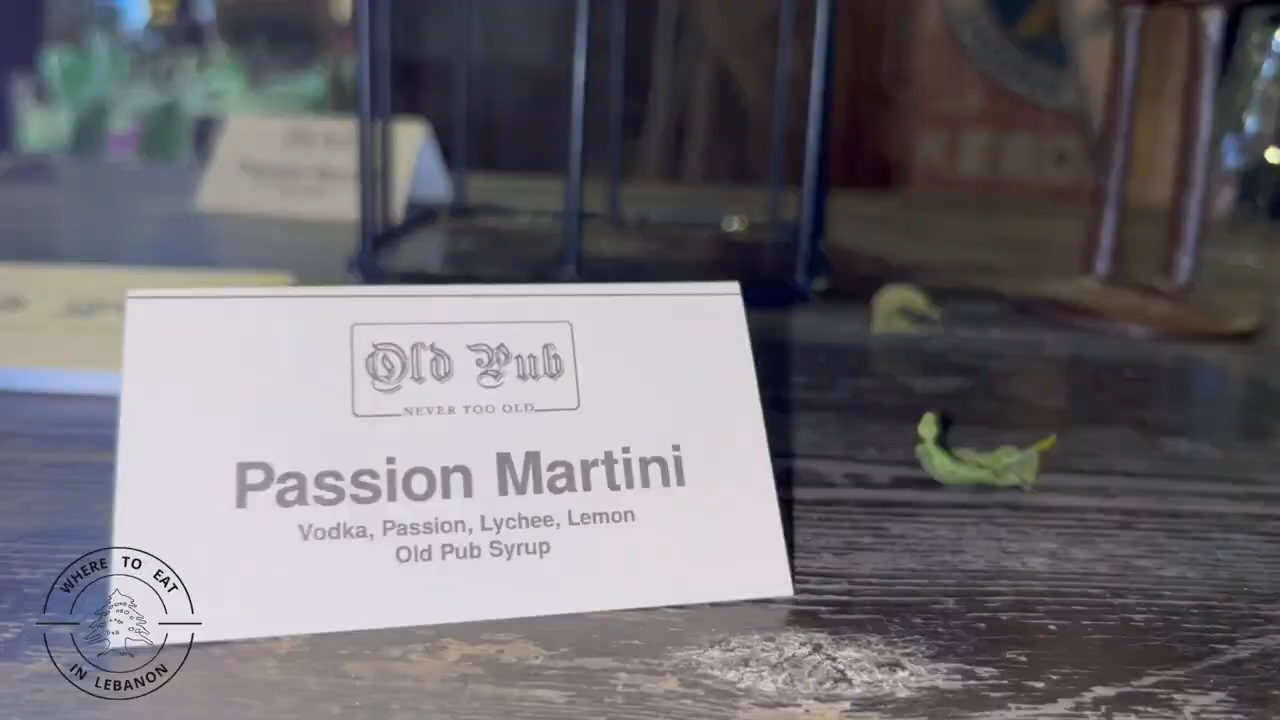 Old Pub
NEVER TOO OLD
Passion Martini
Vodka, Passion, Lychee, Lemon
Old Pub Syrup
WHERE TO EAT
IN LEBANON